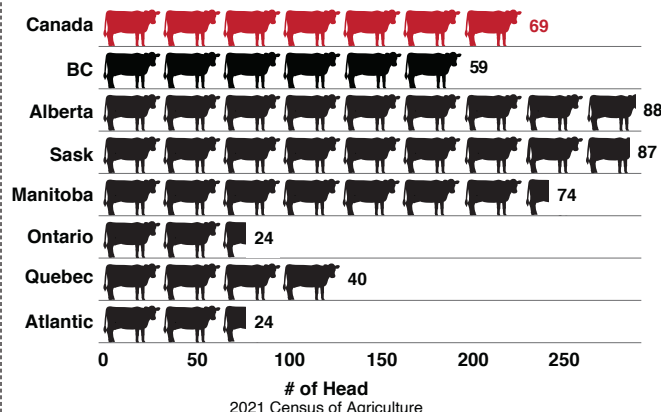 Canada 69
BC 59
Alberta 88
Sask 87
Manitoba 74
Ontario 24
Quebec 40
Atlantic 24
0 50 100 150 200 250
# of Head
2021 Census of Agriculture